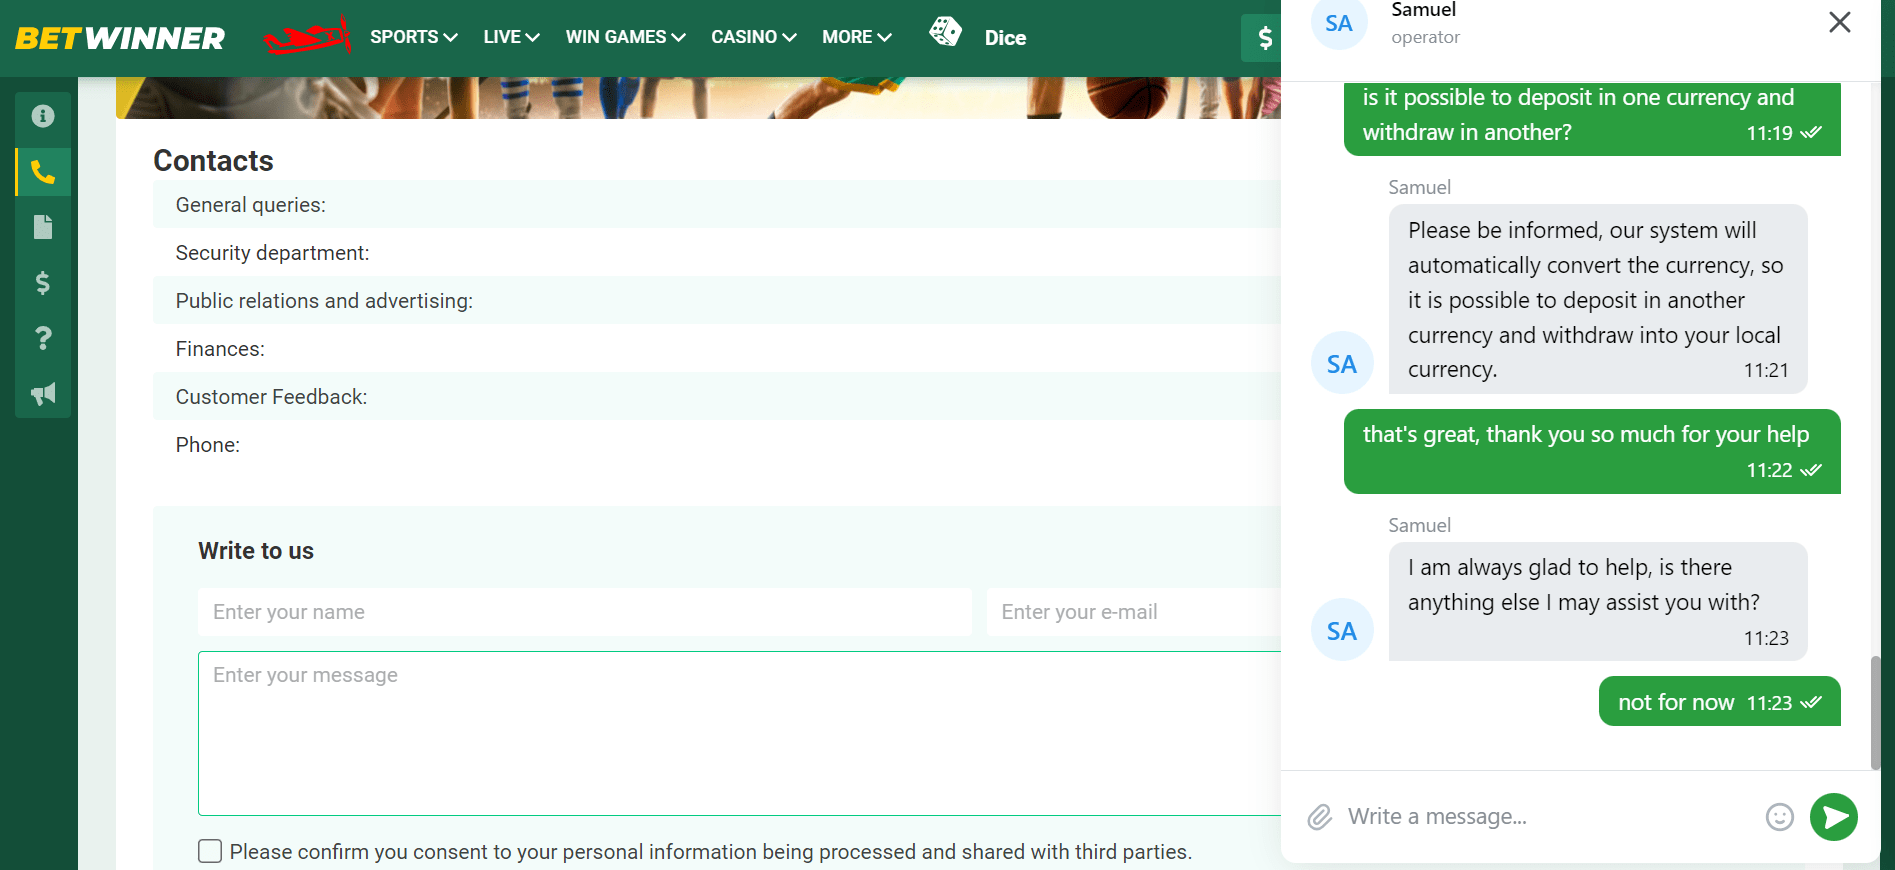 BETWINNER
SPORTS LIVE WIN GAMES CASINO MORE Dice $
Contacts
General queries:
Security department:
Public relations and advertising:
Finances:
Customer Feedback:
Phone:
Write to us
Enter your name
Enter your e-mail
Enter your message
Please confirm you consent to your personal information being processed and shared with third parties.
SA
Samuel
operator
is it possible to deposit in one currency and
withdraw in another?
11:19
Samuel
Please be informed, our system will
automatically convert the currency, so
it is possible to deposit in another
currency and withdraw into your local
currency.
11:21
SA
that's great, thank you so much for your help
11:22
Samuel
I am always glad to help, is there
anything else I may assist you with?
11:23
SA
not for now 11:23
Write a message...